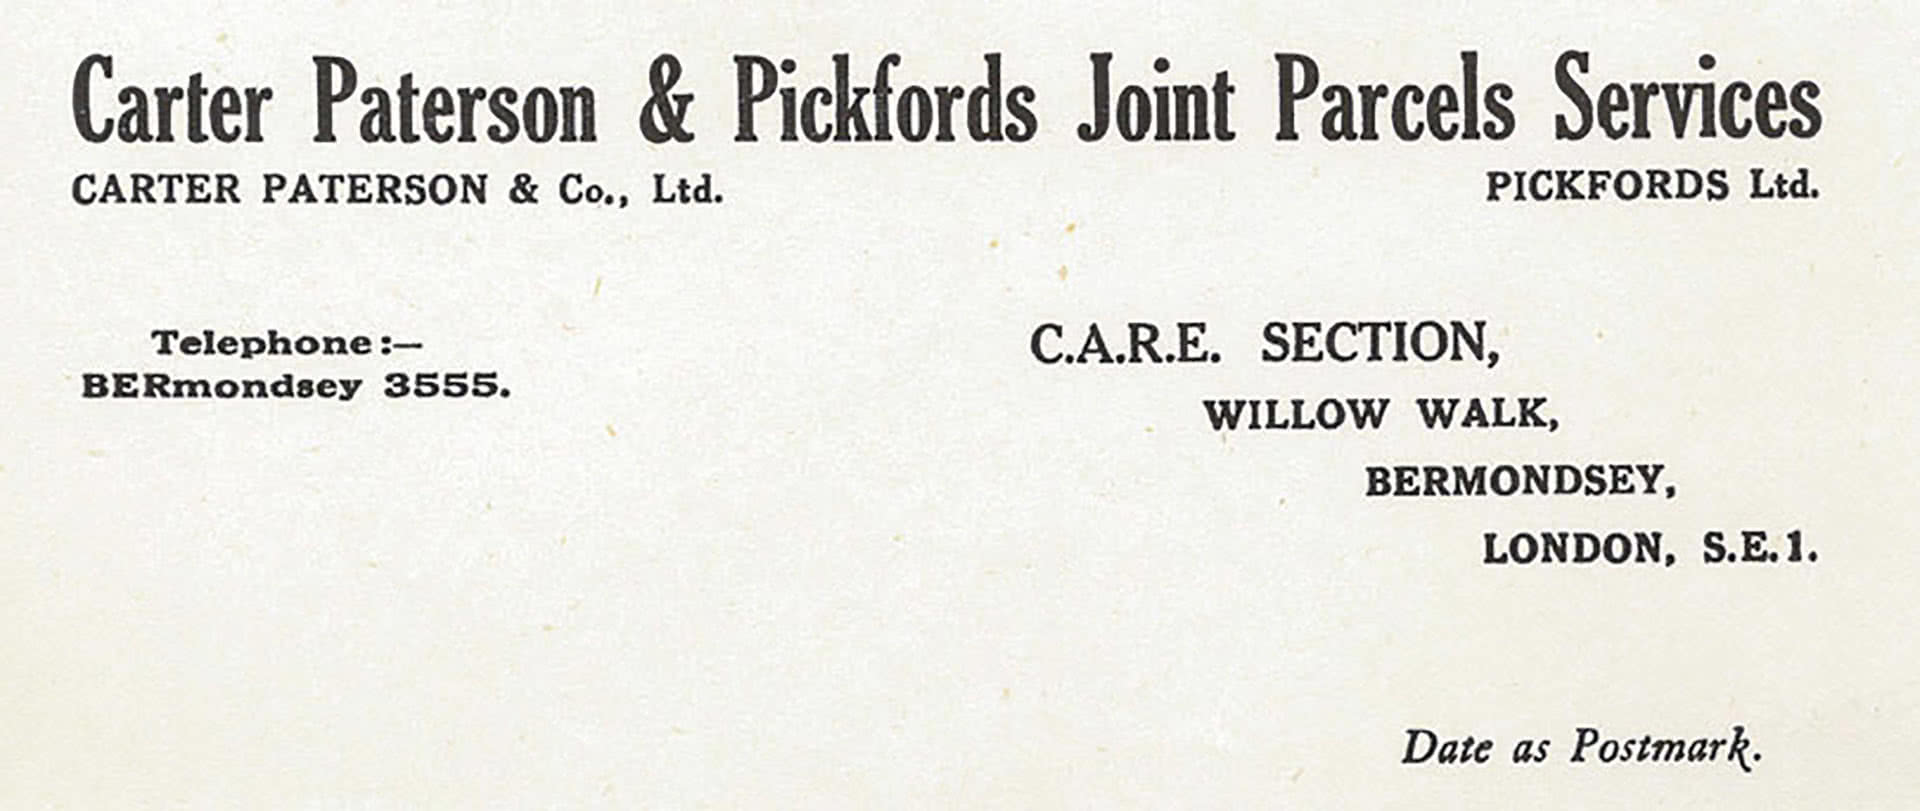 Carter Paterson & Pickfords Joint Parcels Services
CARTER PATERSON & Co., Ltd. PICKFORDS Ltd.
Telephone:—
BERmondsey 3555.
C.A.R.E. SECTION,
WILLOW WALK,
BERMONDSEY,
LONDON, S.E.1.
Date as Postmark.